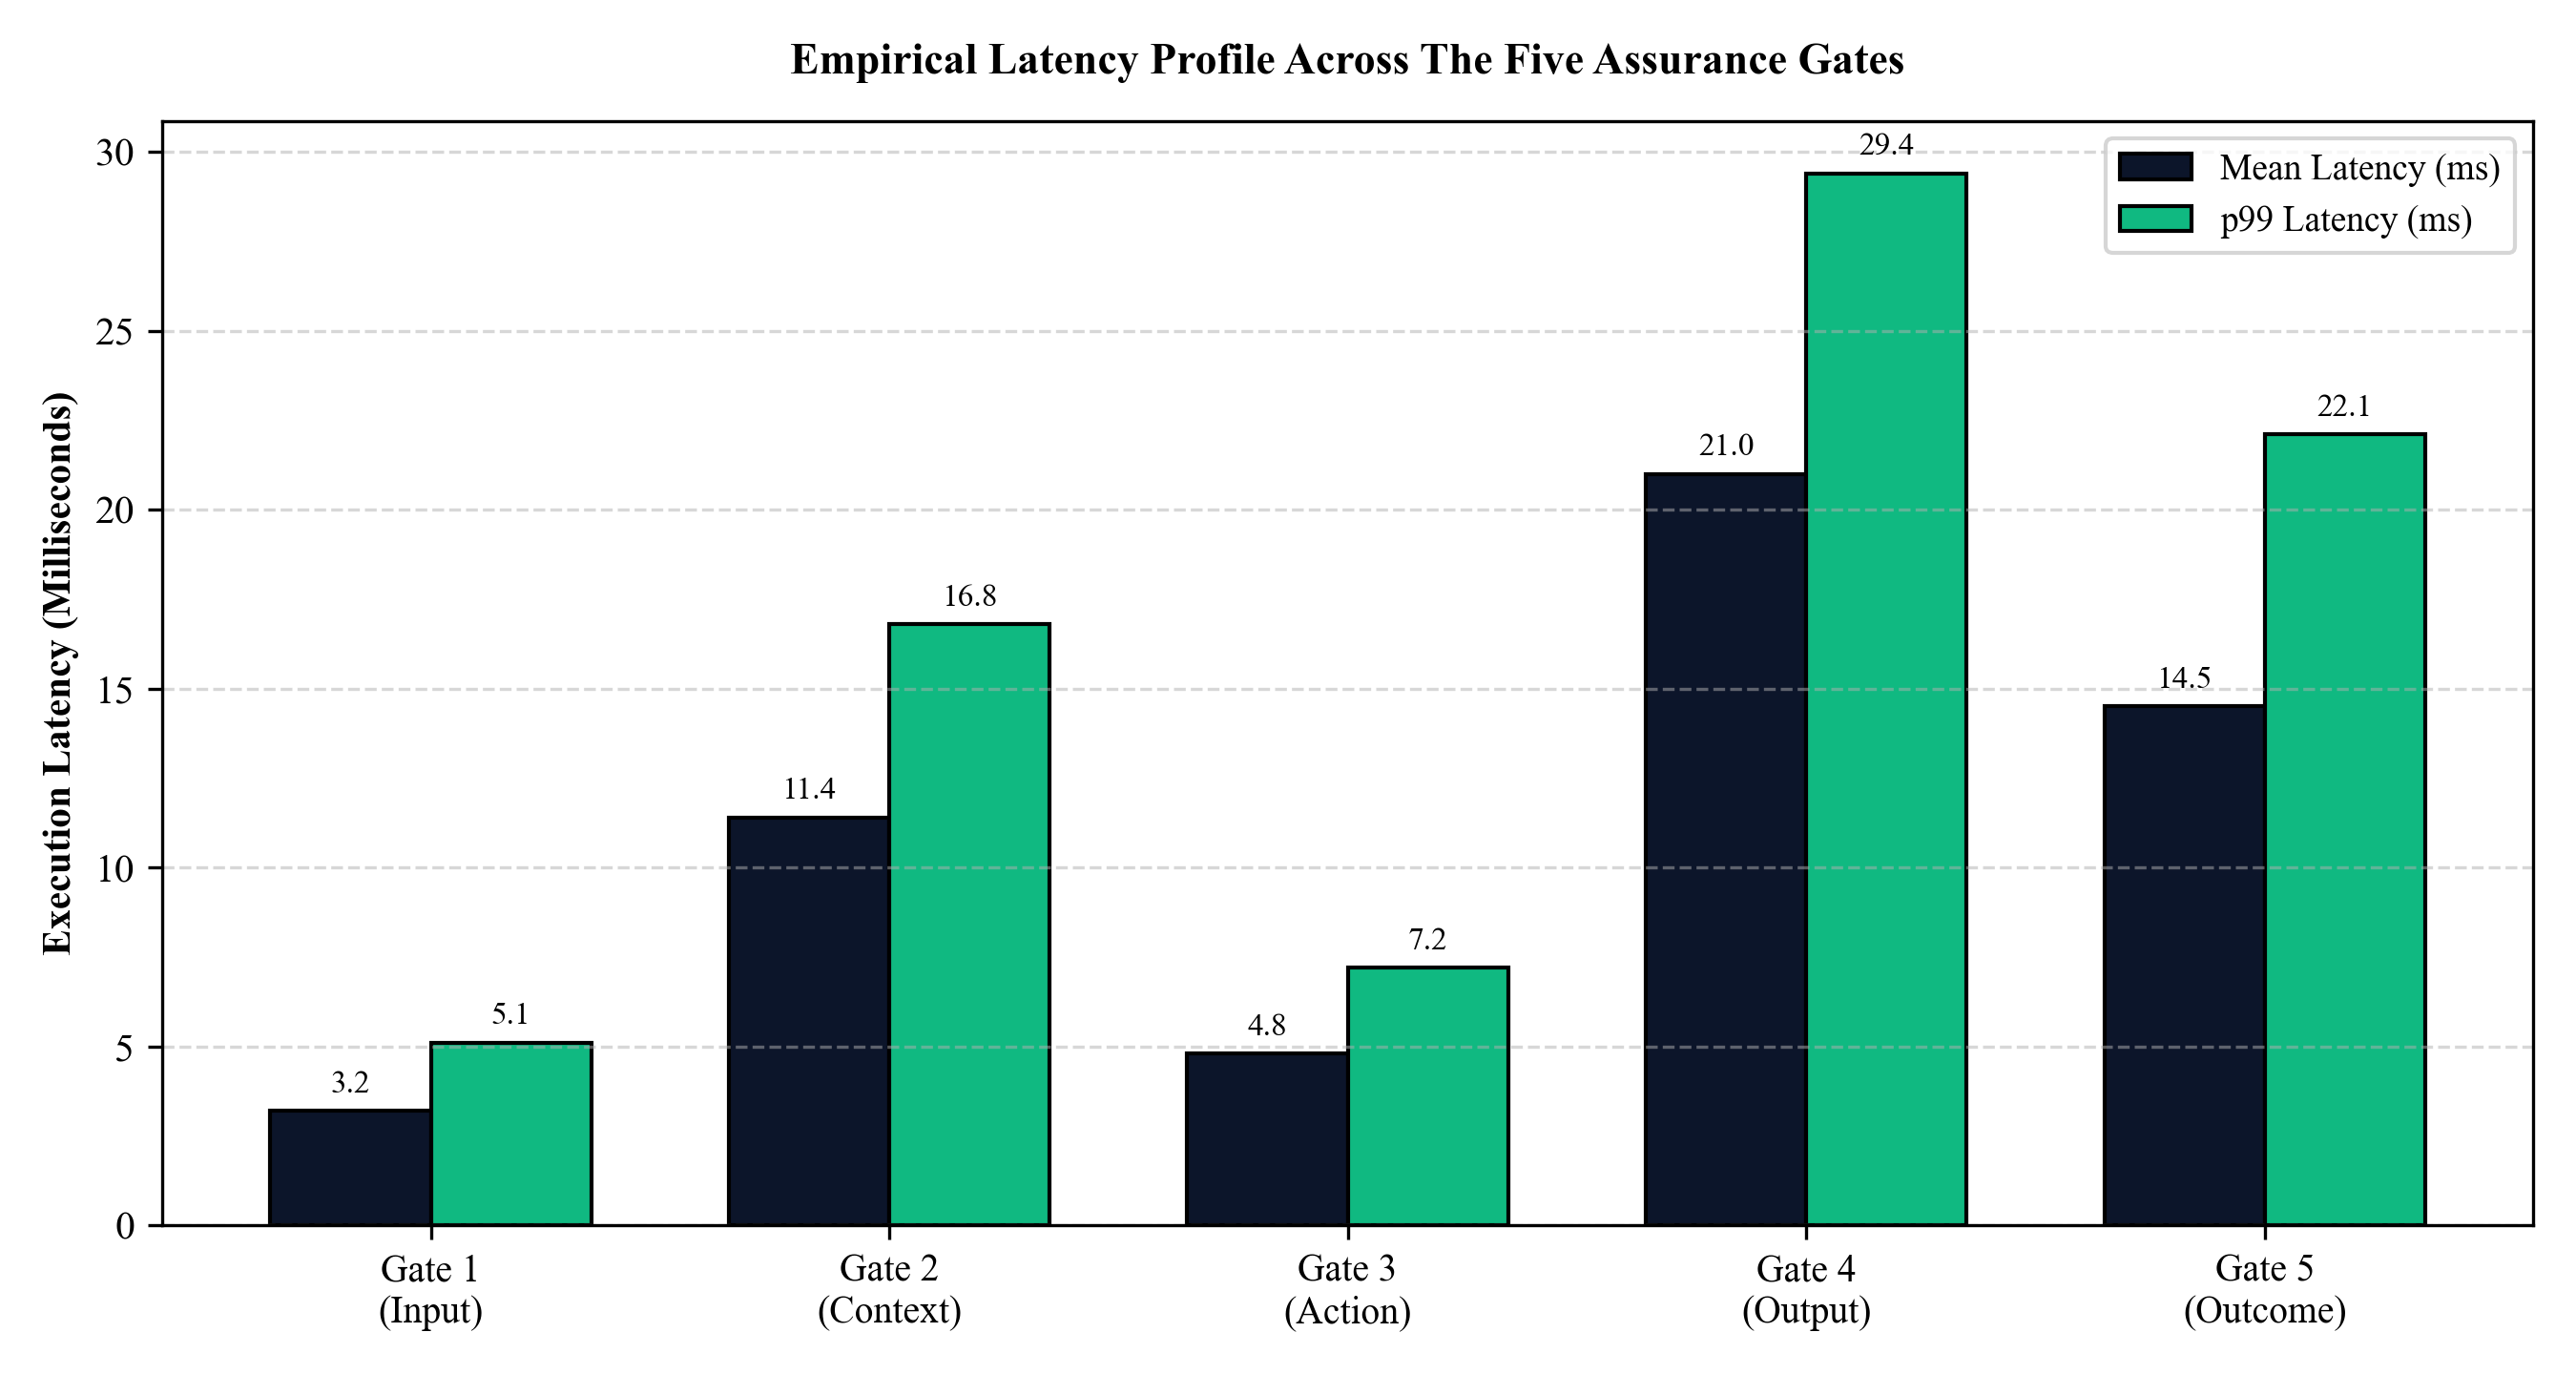 Empirical Latency Profile Across The Five Assurance Gates
Execution Latency (Milliseconds)
30
25
20
15
10
5
0
Mean Latency (ms)
p99 Latency (ms)
3.2
5.1
11.4
16.8
4.8
7.2
21.0
29.4
14.5
22.1
Gate 1
(Input)
Gate 2
(Context)
Gate 3
(Action)
Gate 4
(Output)
Gate 5
(Outcome)